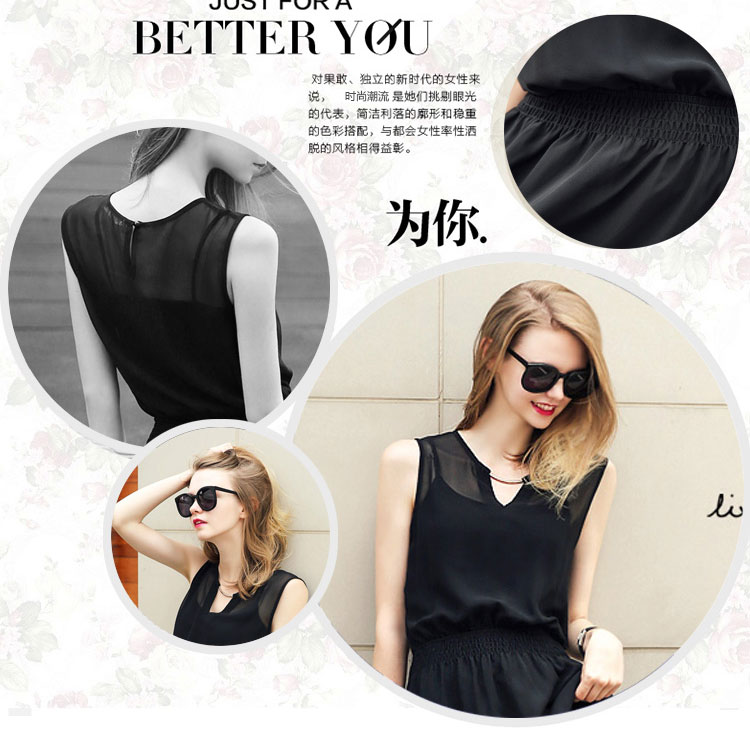 JUST FOR A
BETTER YOU
对果敢、独立的新时代的女性来
说， 时尚潮流 是她们挑剔眼光
的代表，简洁利落的廓形和稳重
的色彩搭配，与都会女性率性洒
脱的风格相得益彰。
为你.
li